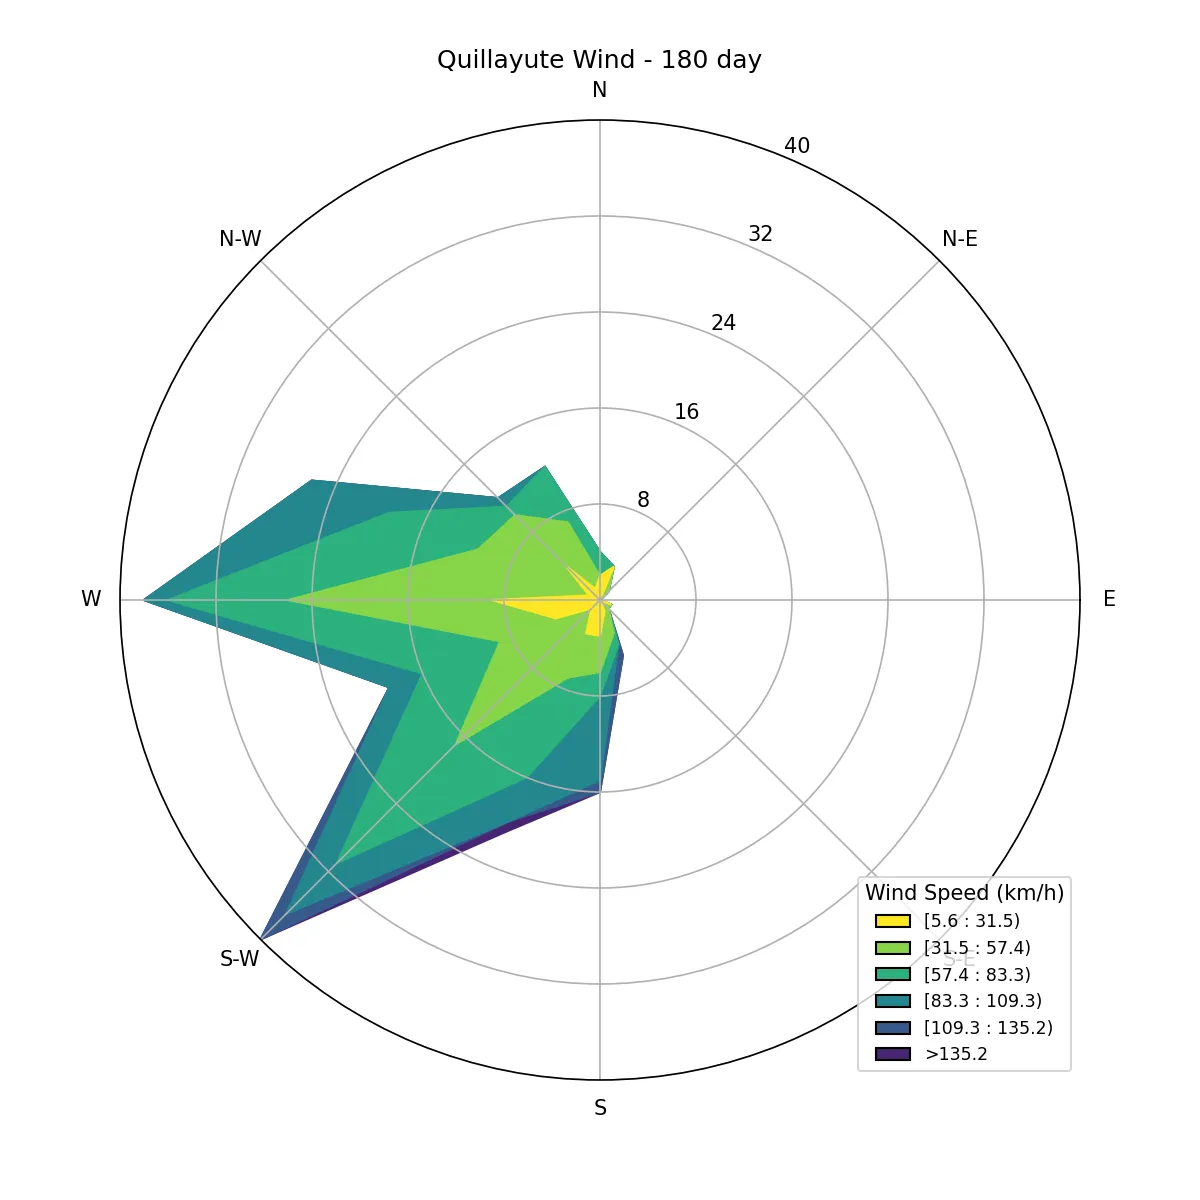 Quillayute Wind - 180 day
N
40
N-W
32
N-E
24
16
8
W
E
S-W
S-E
S
Wind Speed (km/h)
[5.6 : 31.5)
[31.5 : 57.4)
[57.4 : 83.3)
[83.3 : 109.3)
[109.3 : 135.2)
>135.2